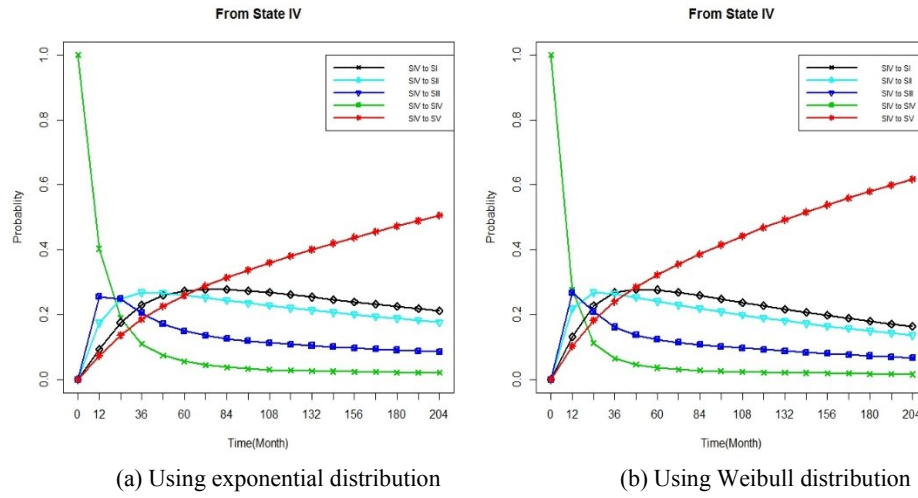 From State IV
1.0
0.8
0.6
0.4
0.2
0.0
Probability
SIV to SI
SIV to SII
SIV to SIII
SIV to SIV
SIV to SV
0 12 36 60 84 108 132 156 180 204
Time(Month)
(a) Using exponential distribution
From State IV
1.0
0.8
0.6
0.4
0.2
0.0
Probability
SIV to SI
SIV to SII
SIV to SIII
SIV to SIV
SIV to SV
0 12 36 60 84 108 132 156 180 204
Time(Month)
(b) Using Weibull distribution